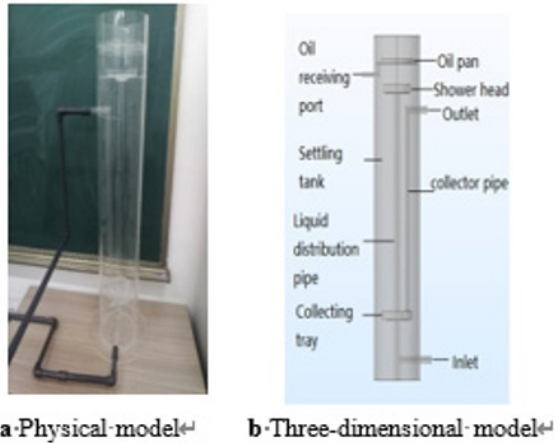 Oil
receiving
port
Oil pan
Shower head
Outlet
Settling
tank
collector pipe
Liquid
distribution
pipe
Collecting
tray
Inlet
a·Physical·model↵
b·Three-dimensional·model↵